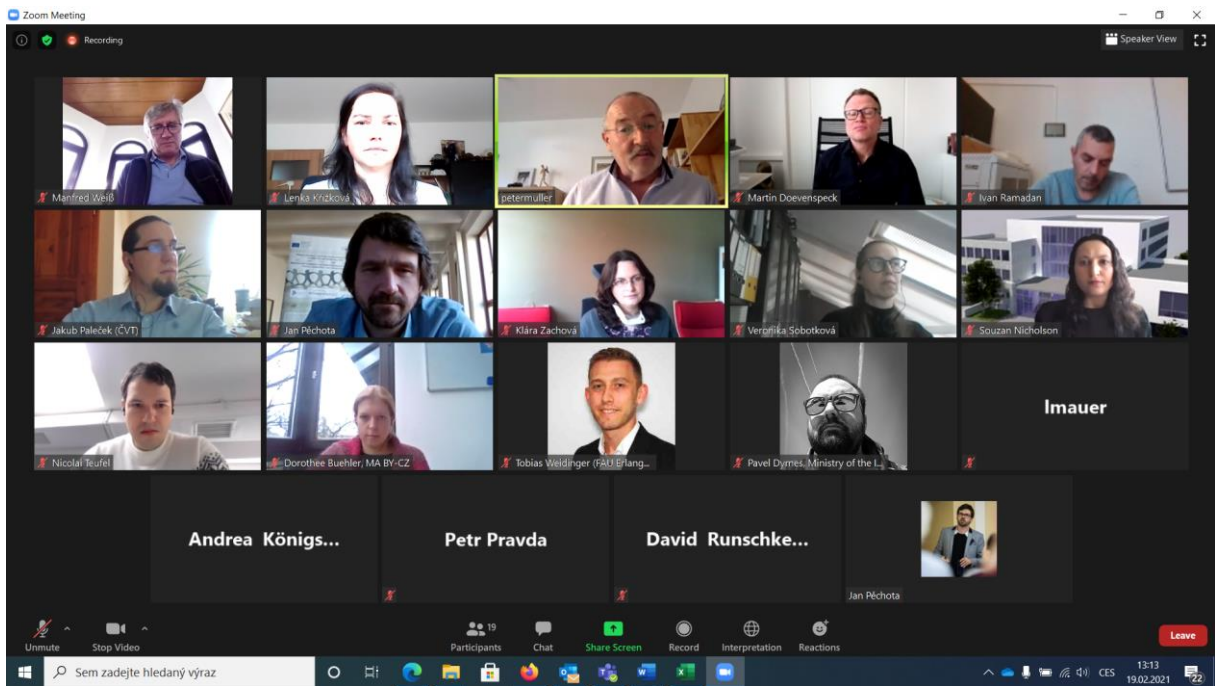 Zoom Meeting
Recording
Speaker View
Manfred Weiß
Lenka Křížková
petermuller
Martin Doevenspeck
Ivan Ramadan
Jakub Paleček (ČVT)
Jan Pěchota
Klára Zachová
Veronika Sobotková
Souzan Nicholson
Nicolai Teufel
Dorothee Buehler, MA BY-CZ
Tobias Weidinger (FAU Erlang...
Pavel Dymes, Ministry of the I...
lmauer
Andrea Königs...
Petr Pravda
David Runschke...
Jan Pěchota
Unmute
Stop Video
Participants
19
Chat
Share Screen
Record
Interpretation
Reactions
Leave
Sem zadejte hledaný výraz
CES
13:13
19.02.2021
22